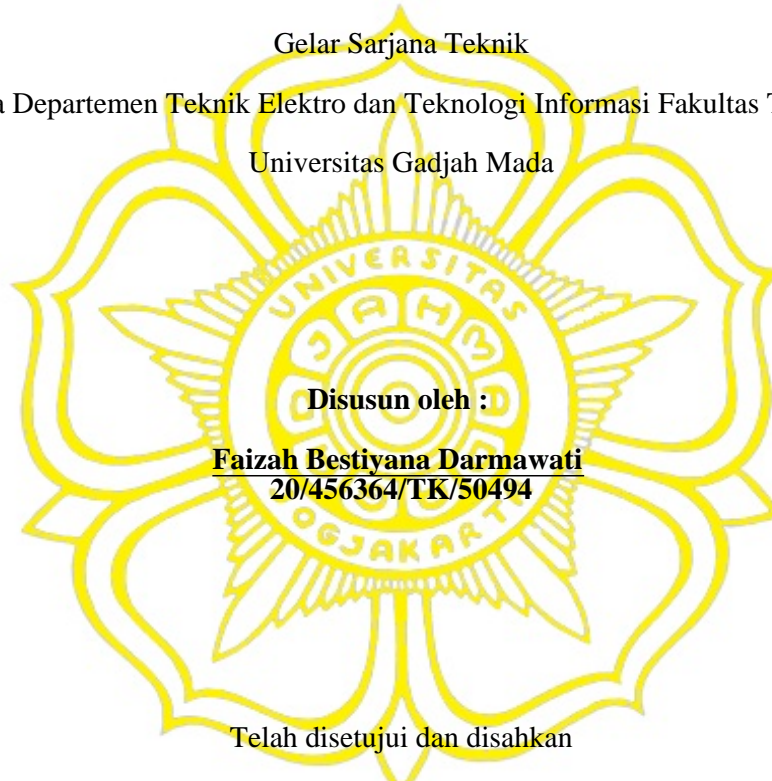 Gelar Sarjana Teknik
Departemen Teknik Elektro dan Teknologi Informasi Fakultas
Universitas Gadjah Mada
UNIVERSITAS
Disusun oleh :
Faizah Bestiyana Darmawati
20/456364/TK/50494
Telah disetujui dan disahkan